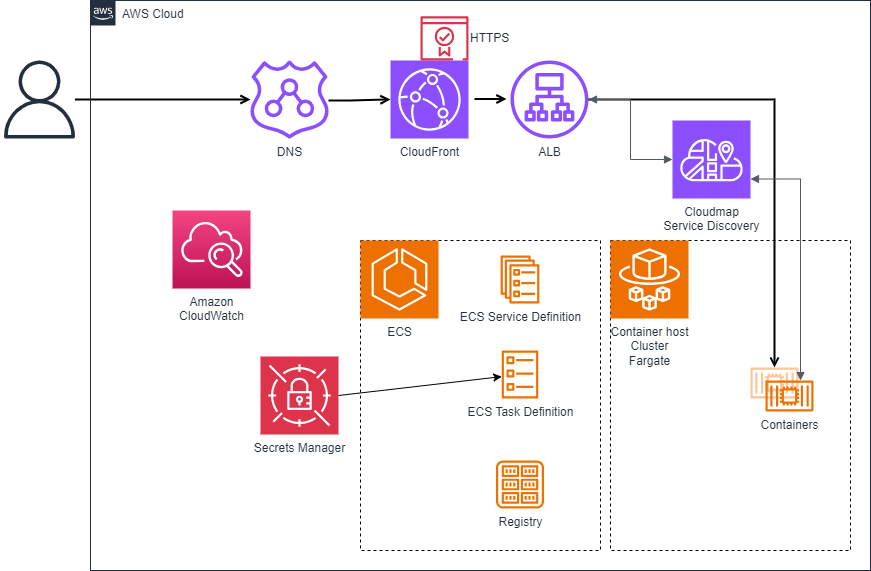 aws
AWS Cloud
HTTPS
DNS
CloudFront
ALB
Cloudmap
Service Discovery
Amazon
CloudWatch
ECS
ECS Service Definition
Container host
Cluster
Fargate
Secrets Manager
ECS Task Definition
Containers
Registry